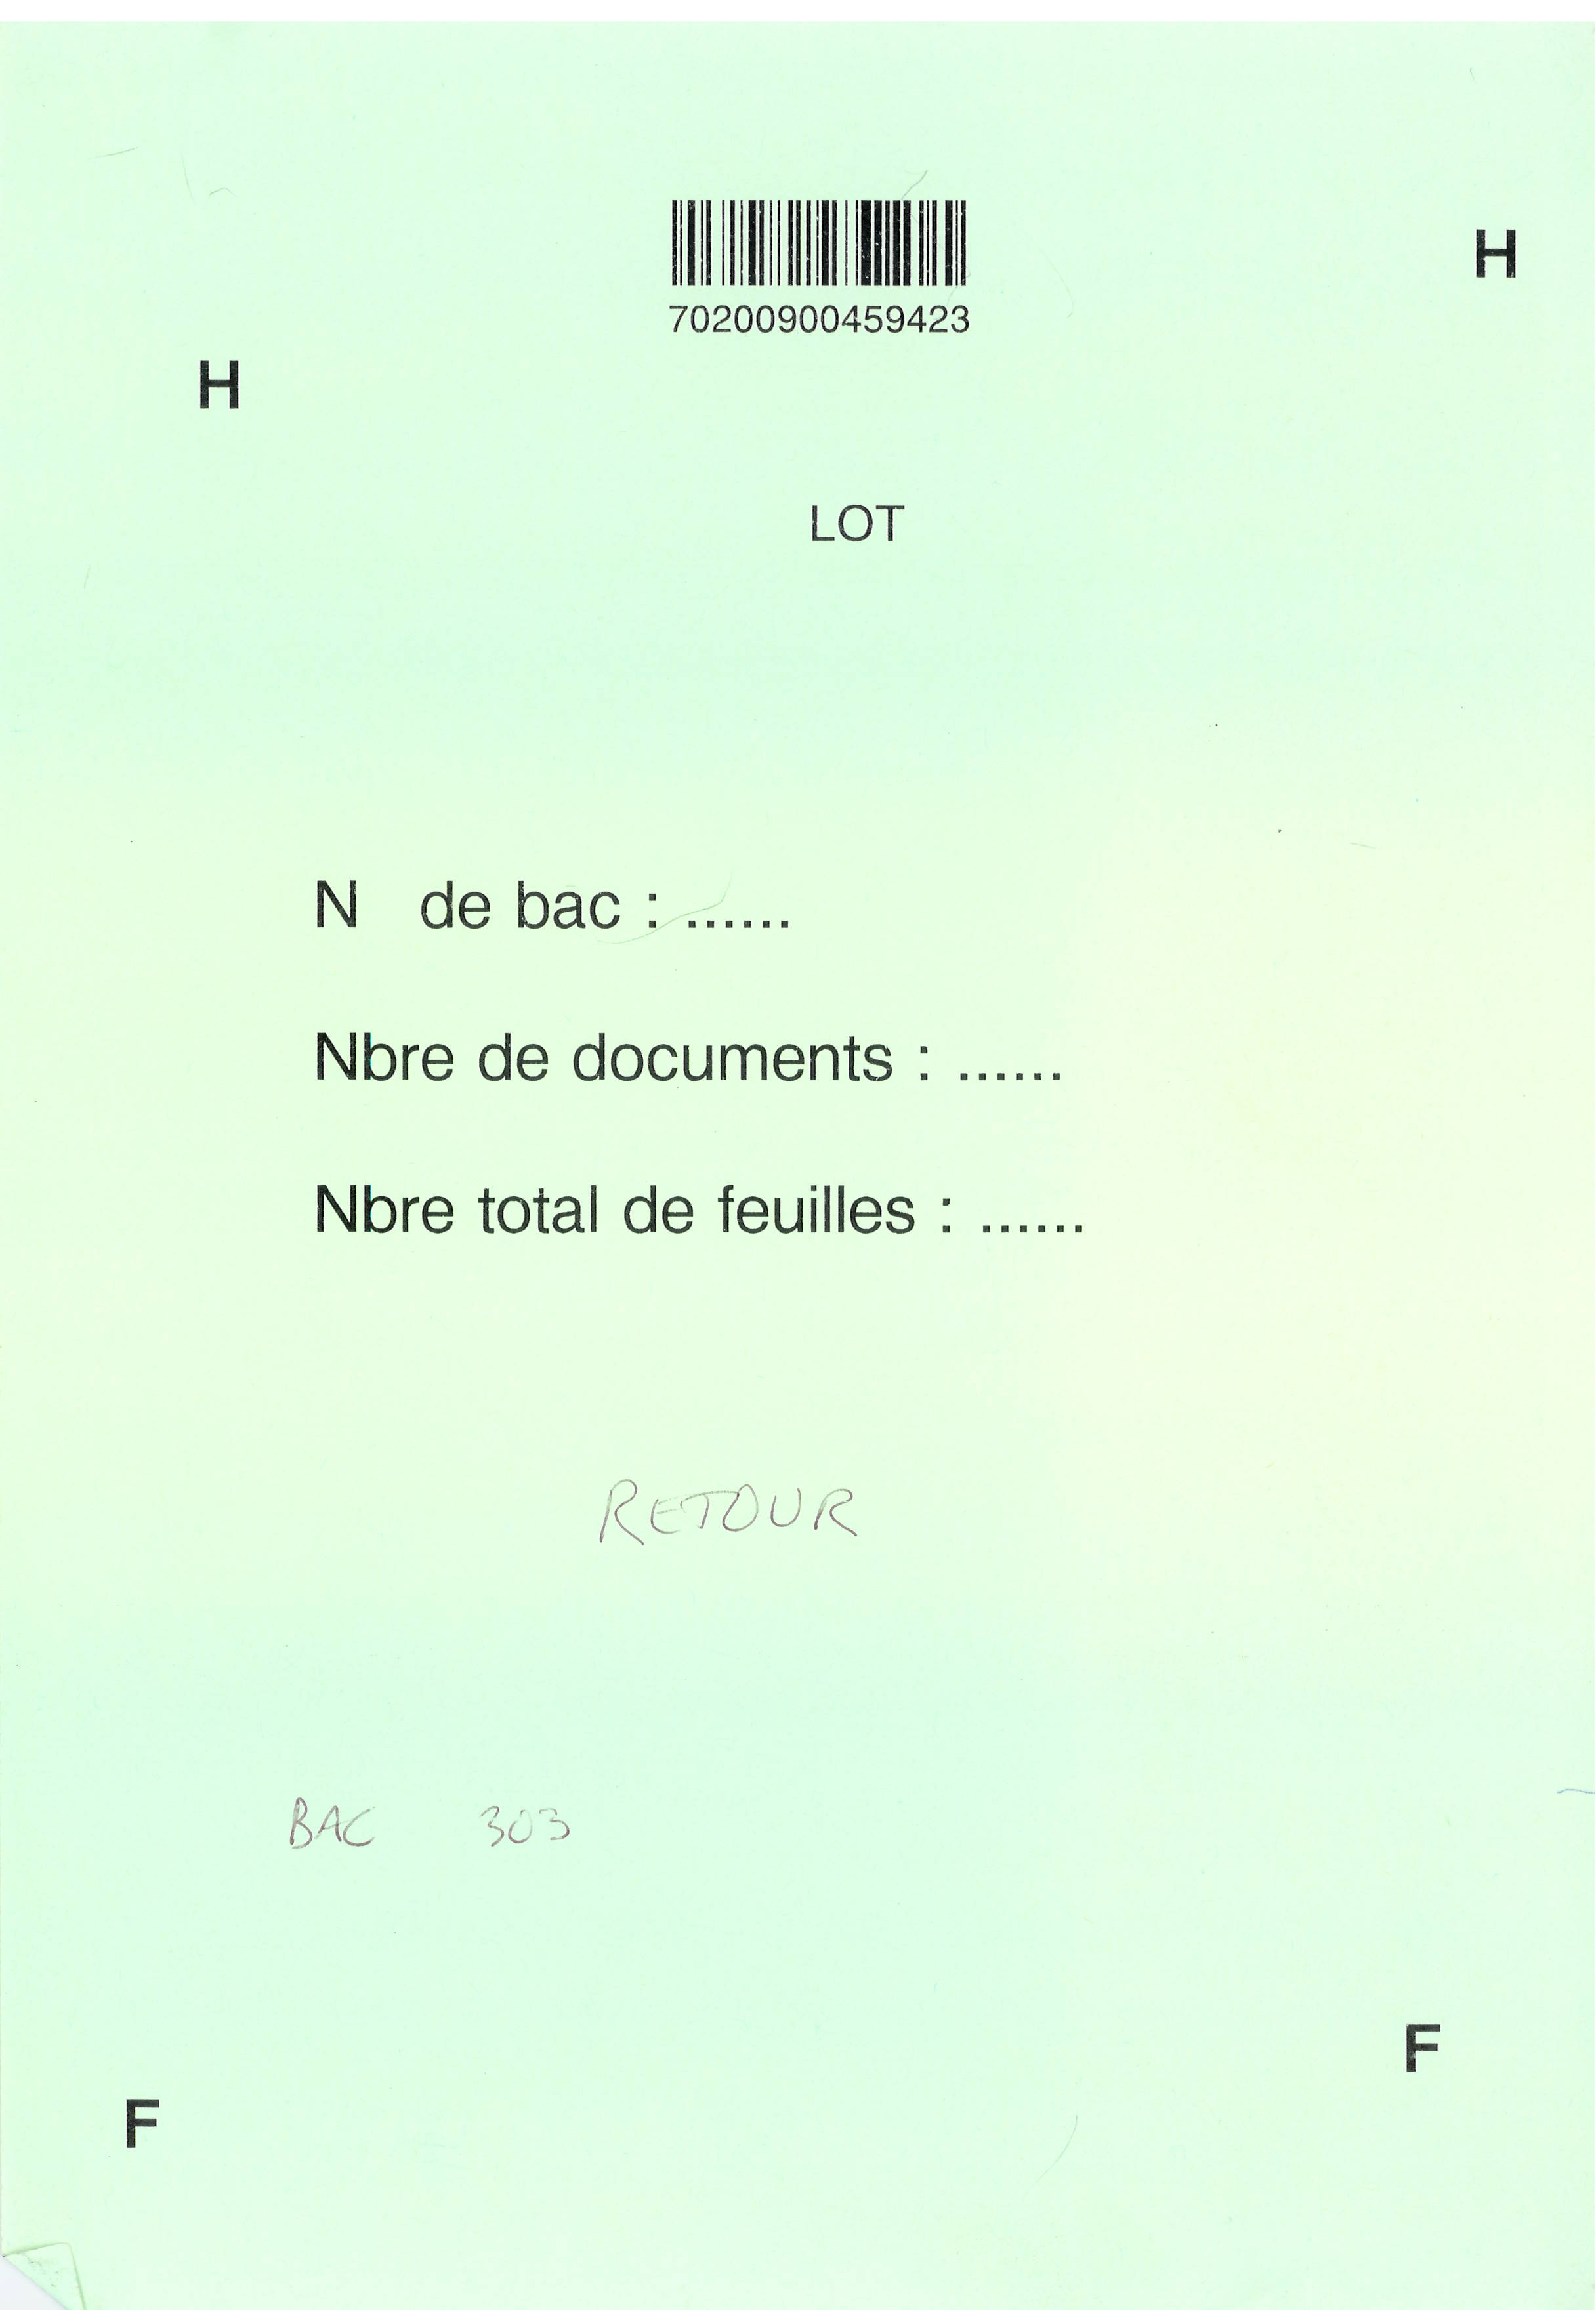 H
70200900459423
H
LOT
N de bac : ......
Nbre de documents : ......
Nbre total de feuilles : ......
RETOUR
BAC 303
F
F